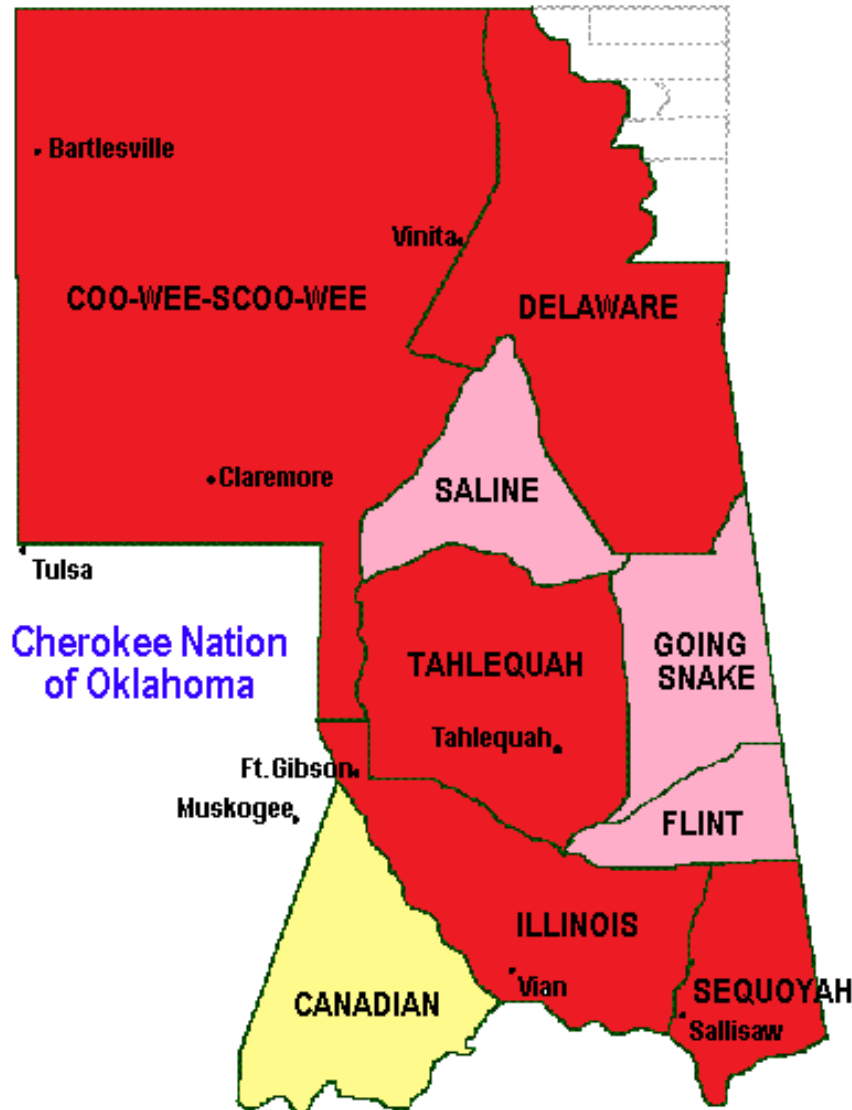 Bartlesville
Vinita
COO-WEE-SCOO-WEE
DELAWARE
Claremore
SALINE
Tulsa
Cherokee Nation
of Oklahoma
TAHLEQUAH
GOING
SNAKE
Tahlequah
Ft. Gibson
Muskogee
FLINT
ILLINOIS
Vian
CANADIAN
SEQUOYAH
Sallisaw